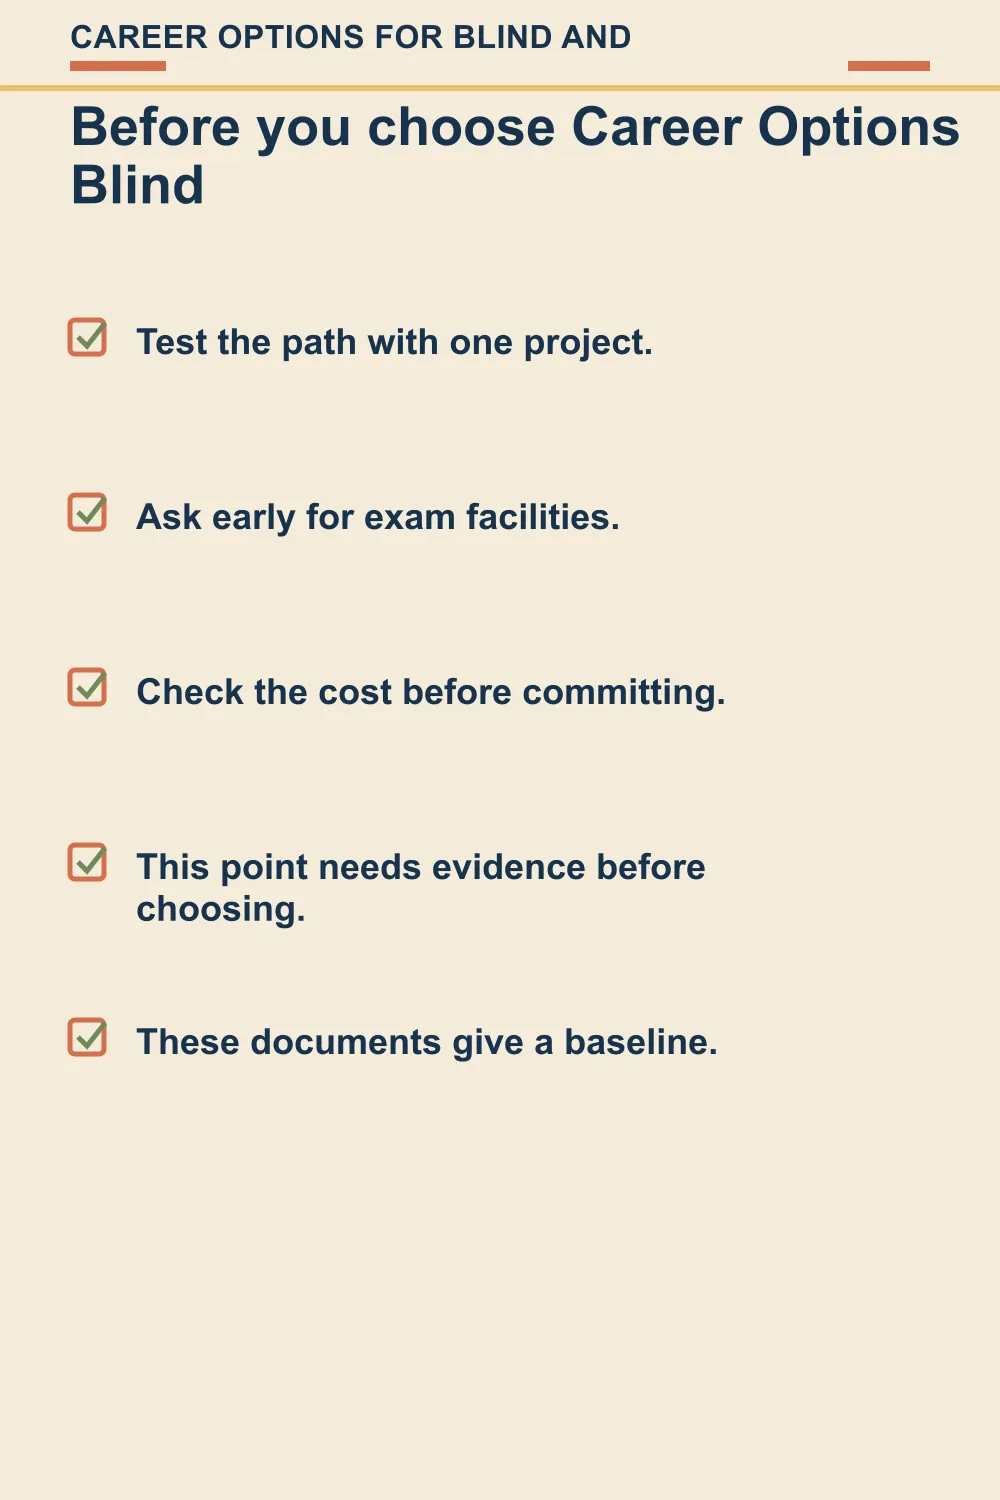 CAREER OPTIONS FOR BLIND AND
Before you choose Career Options
Blind
Test the path with one project.
Ask early for exam facilities.
Check the cost before committing.
This point needs evidence before
choosing.
These documents give a baseline.